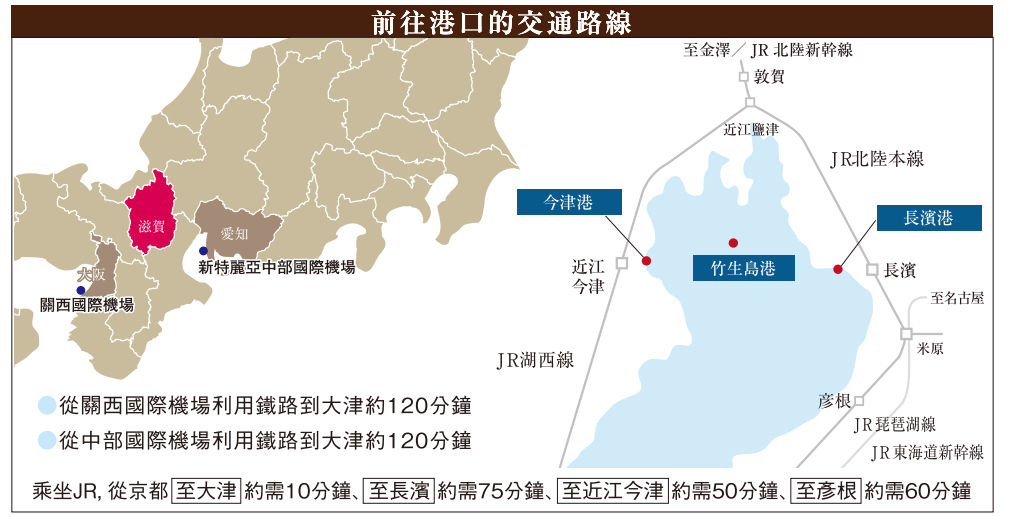 前往港口的交通路線
滋賀
愛知
大阪
新特麗亞中部國際機場
關西國際機場
至金澤／JR 北陸新幹線
敦賀
近江鹽津
JR北陸本線
今津港
長濱港
竹生島港
近江
今津
長濱
至名古屋
米原
JR湖西線
彥根
JR琵琶湖線
JR東海道新幹線
從關西國際機場利用鐵路到大津約120分鐘
從中部國際機場利用鐵路到大津約120分鐘
乘坐JR, 從京都 至大津 約需10分鐘、 至長濱 約需75分鐘、 至近江今津 約需50分鐘、 至彥根 約需60分鐘